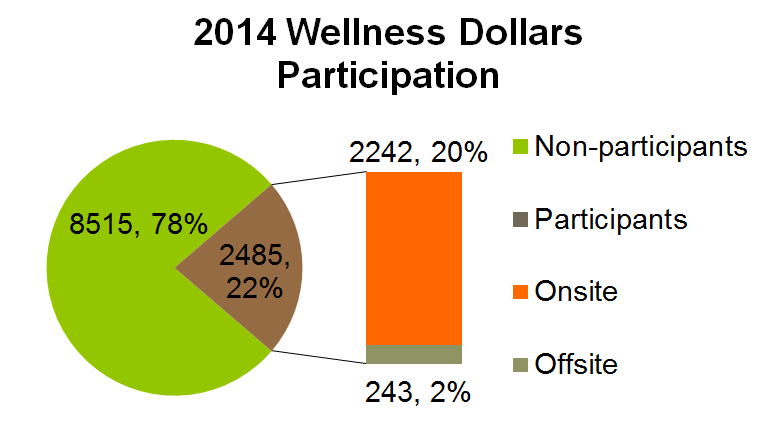 2014 Wellness Dollars
Participation
8515, 78%
2485,
22%
2242, 20%
243, 2%
Non-participants
Participants
Onsite
Offsite